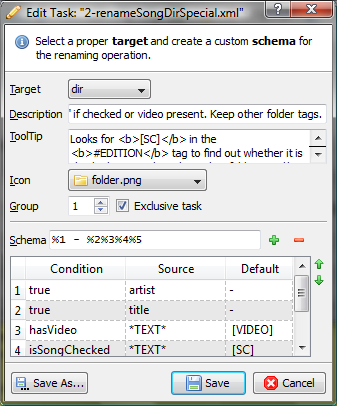 Edit Task: "2-renameSongDirSpecial.xml"
Select a proper target and create a custom schema for
the renaming operation.
Target dir
Description ' if checked or video present. Keep other folder tags.
ToolTip Looks for <b>[SC]</b> in the
<b>#EDITION</b> tag to find out whether it is
Icon folder.png
Group 1 Exclusive task
Schema %1 - %2%3%4%5
Condition Source Default
1 true artist -
2 true title -
3 hasVideo *TEXT* [VIDEO]
4 isSongChecked *TEXT* [SC]
Save As... Save Cancel